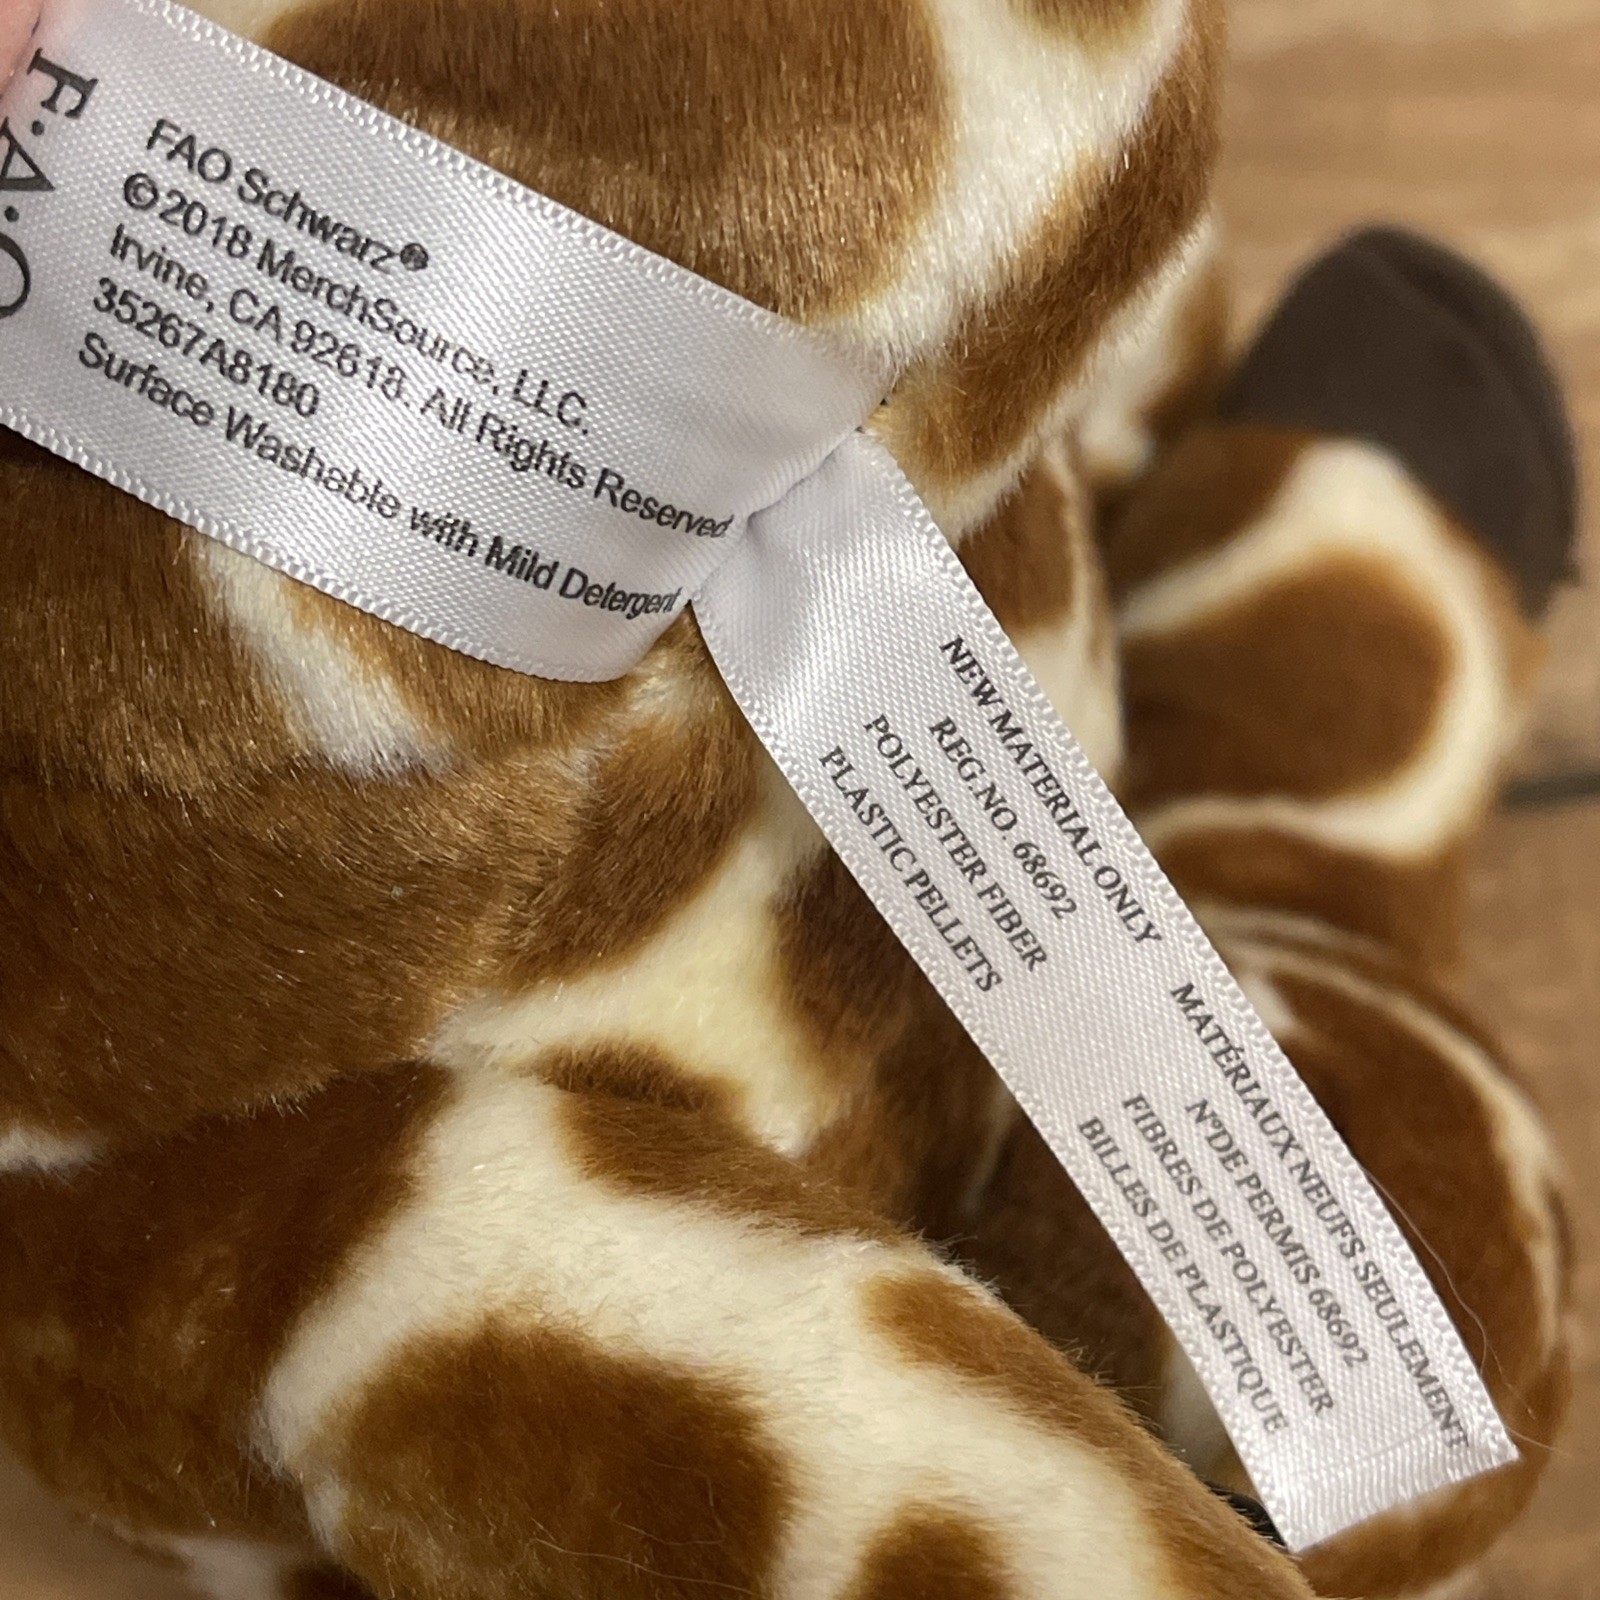 F·A·O
FAO Schwarz®
©2018 MerchSource, LLC.
Irvine, CA 92618. All Rights Reserved
35267A8180
Surface Washable with Mild Detergent
NEW MATERIAL ONLY
REG.NO. 68692
POLYESTER FIBER
PLASTIC PELLETS
MATÉRIAUX NEUFS SEULEMENT
N°DE PERMIS 68692
FIBRES DE POLYESTER
BILLES DE PLASTIQUE